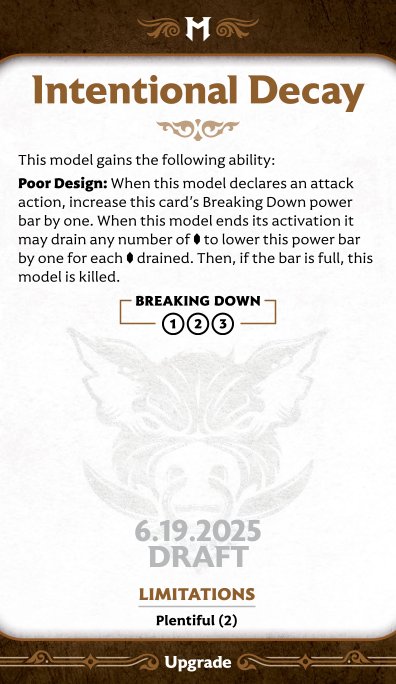 M
Intentional Decay
This model gains the following ability:
Poor Design: When this model declares an attack
action, increase this card's Breaking Down power
bar by one. When this model ends its activation it
may drain any number of to lower this power bar
by one for each drained. Then, if the bar is full, this
model is killed.
BREAKING DOWN
1 2 3
6.19.2025
DRAFT
LIMITATIONS
Plentiful (2)
Upgrade